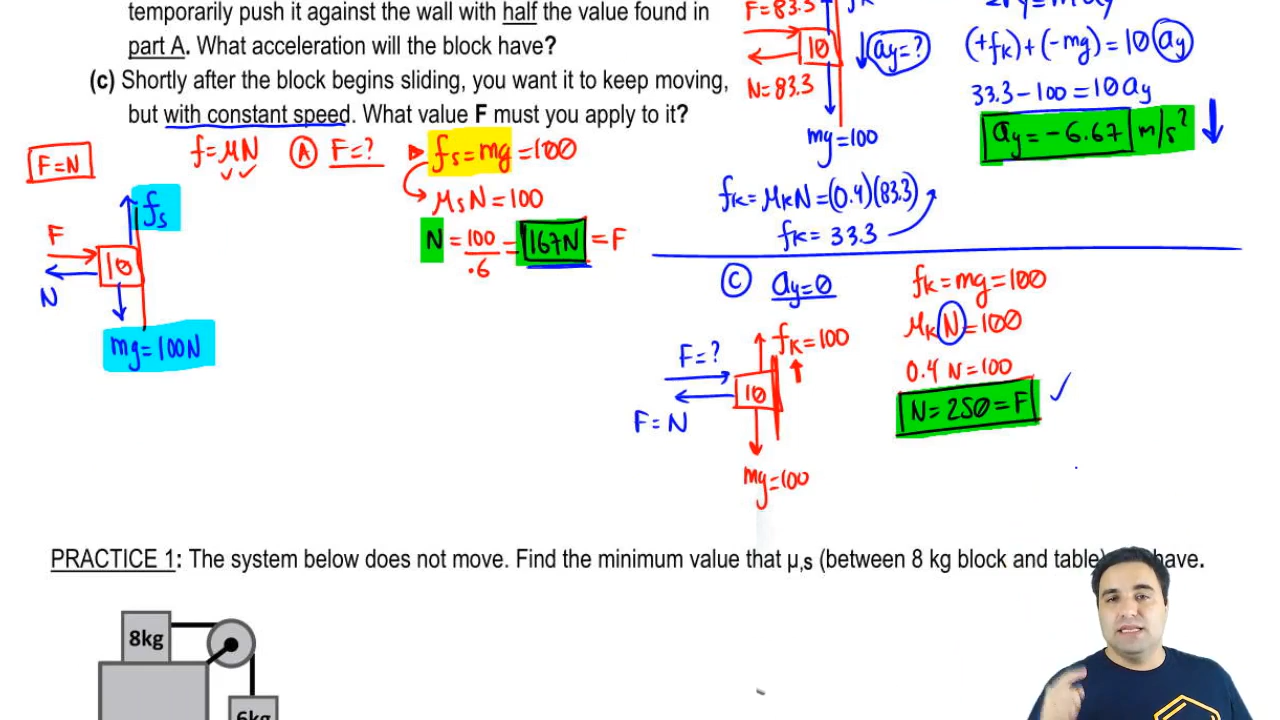 temporarily push it against the wall with half the value found in
part A. What acceleration will the block have?
(c) Shortly after the block begins sliding, you want it to keep moving,
but with constant speed. What value F must you apply to it?
F=N
f=μN Ⓐ F=?
fs=mg=100
μsN=100
N=100/.6=167N=F
fs
F
10
N
mg=100N
F=83.3
10
ay=?
N=83.3
mg=100
(+fK)+(-mg)=10ay
33.3-100=10ay
ay=-6.67 m/s²
fK=μKN=(0.4)(83.3)
fK=33.3
Ⓒ ay=0
fK=mg=100
μKN=100
0.4 N=100
N=250=F
fK=100
F=?
10
F=N
mg=100
PRACTICE 1: The system below does not move. Find the minimum value that μ,s (between 8 kg block and table) have.
8kg
6kg